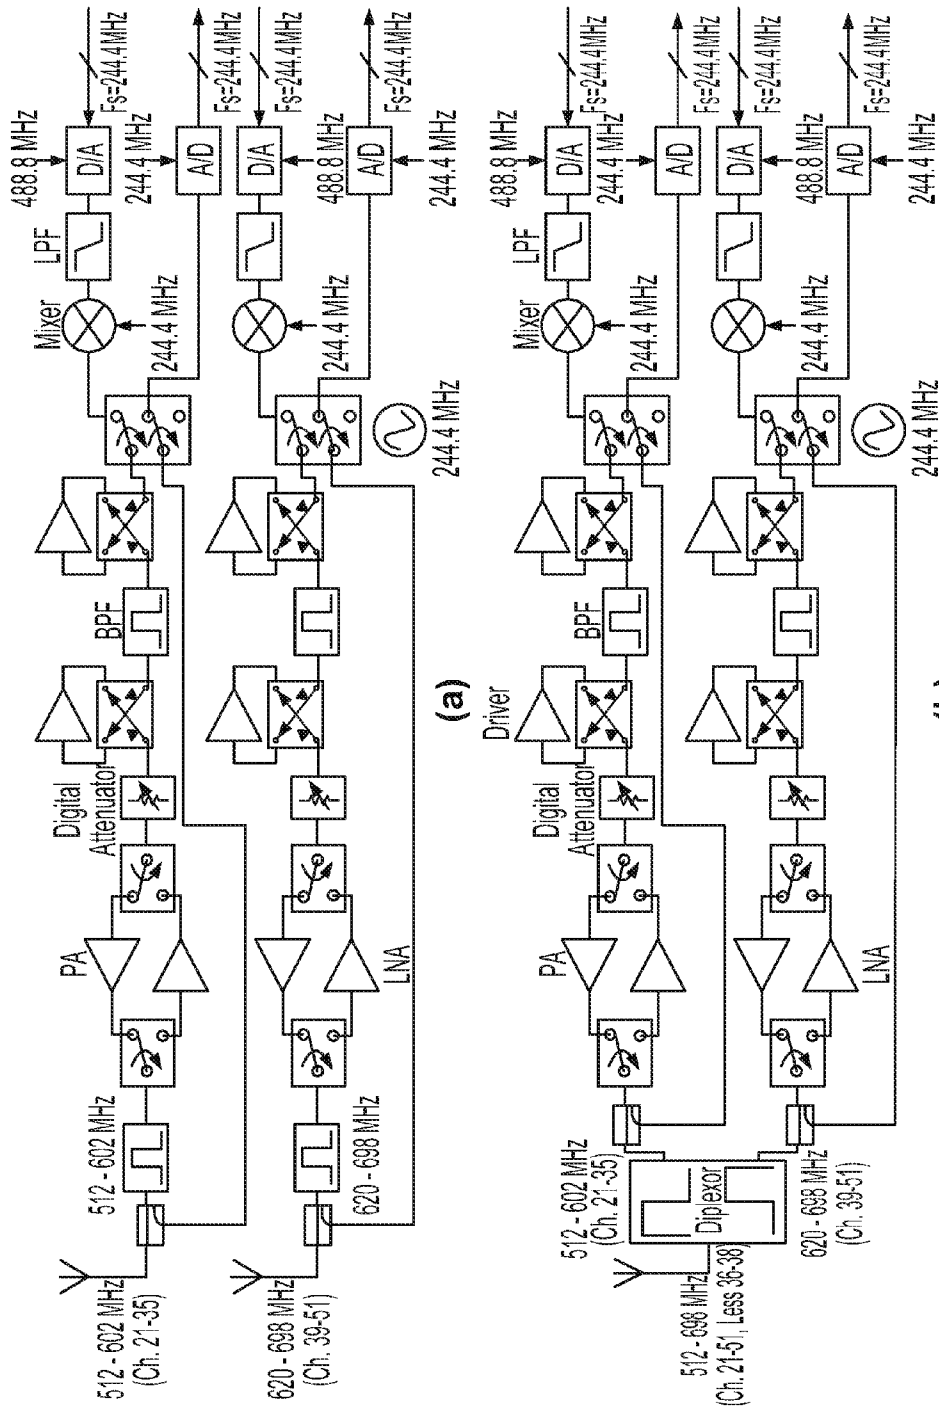 512 - 602 MHz
(Ch. 21-35)
512 - 602 MHz
PA
Digital
Attenuator
BPF
Mixer
LPF
488.8 MHz
D/A
Fs=244.4 MHz
244.4 MHz
244.4 MHz
A/D
Fs=244.4 MHz
620 - 698 MHz
(Ch. 39-51)
620 - 698 MHz
LNA
244.4 MHz
244.4 MHz
D/A
488.8 MHz
Fs=244.4 MHz
A/D
244.4 MHz
Fs=244.4 MHz
(a)
Driver
512 - 698 MHz
(Ch. 21-51, Less 36-38)
512 - 602 MHz
(Ch. 21-35)
Diplexor
620 - 698 MHz
(Ch. 39-51)
PA
Digital
Attenuator
BPF
Mixer
LPF
488.8 MHz
D/A
Fs=244.4 MHz
244.4 MHz
244.4 MHz
A/D
Fs=244.4 MHz
LNA
244.4 MHz
244.4 MHz
D/A
488.8 MHz
Fs=244.4 MHz
A/D
244.4 MHz
Fs=244.4 MHz